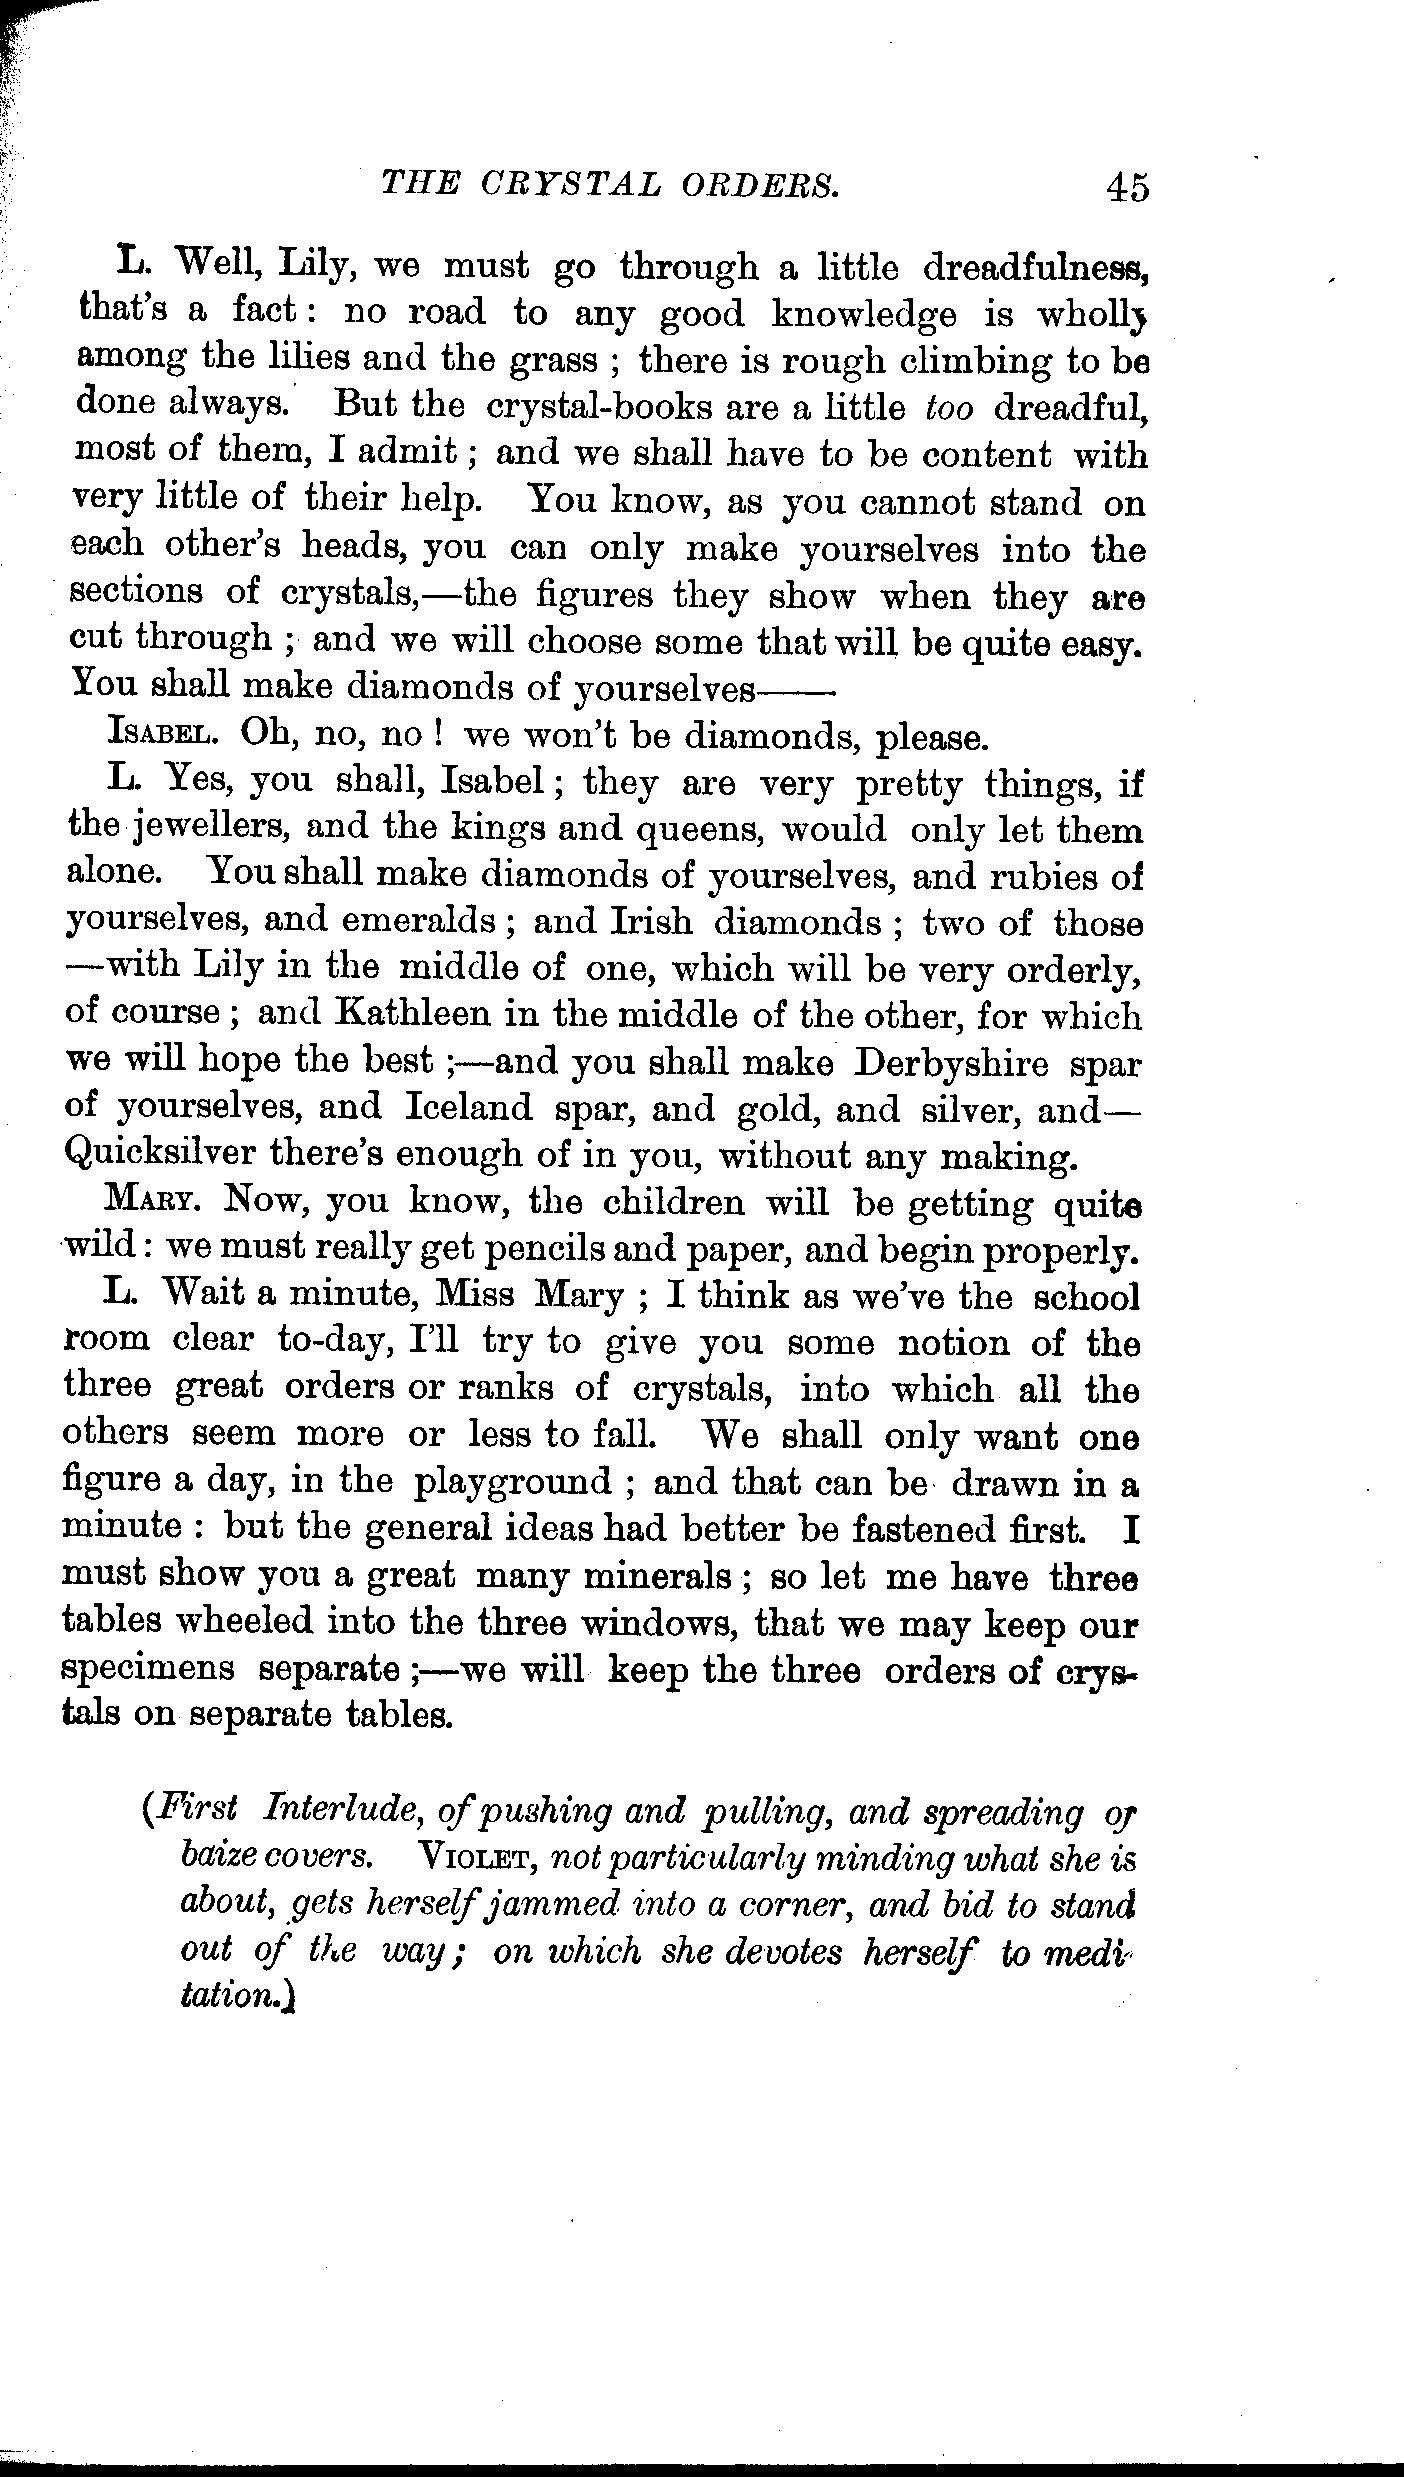 THE CRYSTAL ORDERS. 45
L. Well, Lily, we must go through a little dreadfulness,
that's a fact: no road to any good knowledge is wholly
among the lilies and the grass; there is rough climbing to be
done always. But the crystal-books are a little too dreadful,
most of them, I admit; and we shall have to be content with
very little of their help. You know, as you cannot stand on
each other's heads, you can only make yourselves into the
sections of crystals,—the figures they show when they are
cut through; and we will choose some that will be quite easy.
You shall make diamonds of yourselves——
ISABEL. Oh, no, no! we won't be diamonds, please.
L. Yes, you shall, Isabel; they are very pretty things, if
the jewellers, and the kings and queens, would only let them
alone. You shall make diamonds of yourselves, and rubies of
yourselves, and emeralds; and Irish diamonds; two of those
—with Lily in the middle of one, which will be very orderly,
of course; and Kathleen in the middle of the other, for which
we will hope the best;—and you shall make Derbyshire spar
of yourselves, and Iceland spar, and gold, and silver, and—
Quicksilver there's enough of in you, without any making.
MARY. Now, you know, the children will be getting quite
wild: we must really get pencils and paper, and begin properly.
L. Wait a minute, Miss Mary; I think as we've the school
room clear to-day, I'll try to give you some notion of the
three great orders or ranks of crystals, into which all the
others seem more or less to fall. We shall only want one
figure a day, in the playground; and that can be drawn in a
minute: but the general ideas had better be fastened first. I
must show you a great many minerals; so let me have three
tables wheeled into the three windows, that we may keep our
specimens separate;—we will keep the three orders of crys-
tals on separate tables.
(First Interlude, of pushing and pulling, and spreading of
baize covers. VIOLET, not particularly minding what she is
about, gets herself jammed into a corner, and bid to stand
out of the way; on which she devotes herself to medi-
tation.)